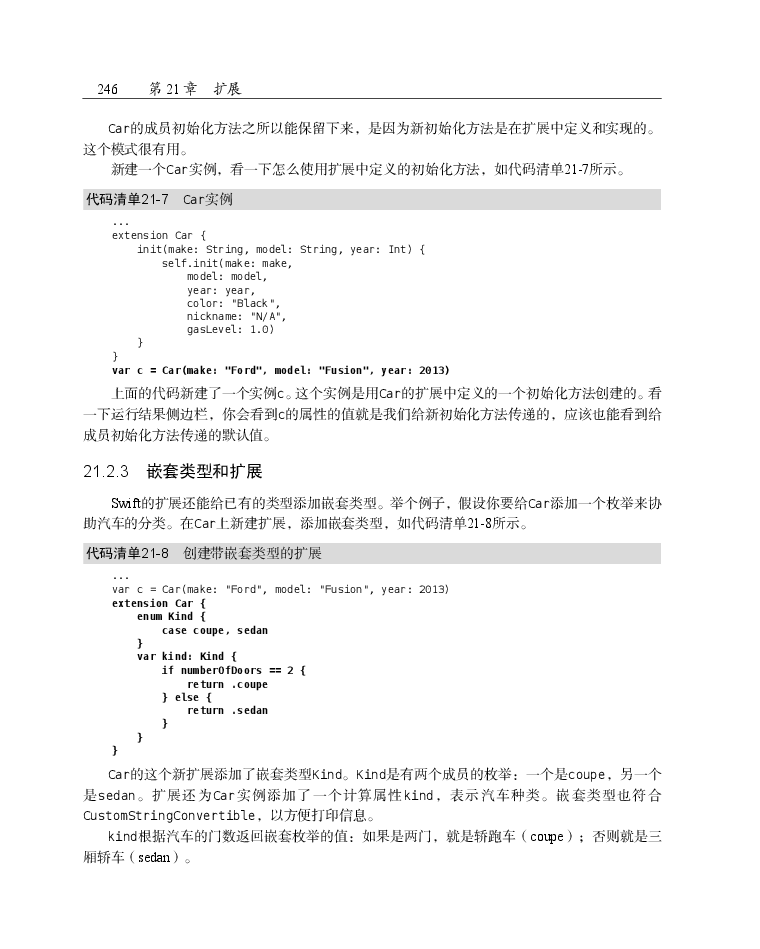 246 第 21 章 扩展
Car的成员初始化方法之所以能保留下来，是因为新初始化方法是在扩展中定义和实现的。
这个模式很有用。
新建一个Car实例，看一下怎么使用扩展中定义的初始化方法，如代码清单21-7所示。
代码清单21-7 Car实例
...
extension Car {
init(make: String, model: String, year: Int) {
self.init(make: make,
model: model,
year: year,
color: "Black",
nickname: "N/A",
gasLevel: 1.0)
}
}
var c = Car(make: "Ford", model: "Fusion", year: 2013)
上面的代码新建了一个实例c。这个实例是用Car的扩展中定义的一个初始化方法创建的。看
一下运行结果侧边栏，你会看到c的属性的值就是我们给新初始化方法传递的，应该也能看到给
成员初始化方法传递的默认值。
21.2.3 嵌套类型和扩展
Swift的扩展还能给已有的类型添加嵌套类型。举个例子，假设你要给Car添加一个枚举来协
助汽车的分类。在Car上新建扩展，添加嵌套类型，如代码清单21-8所示。
代码清单21-8 创建带嵌套类型的扩展
...
var c = Car(make: "Ford", model: "Fusion", year: 2013)
extension Car {
enum Kind {
case coupe, sedan
}
var kind: Kind {
if numberOfDoors == 2 {
return .coupe
} else {
return .sedan
}
}
}
Car的这个新扩展添加了嵌套类型Kind。Kind是有两个成员的枚举：一个是coupe，另一个
是sedan。扩展还为Car实例添加了一个计算属性kind，表示汽车种类。嵌套类型也符合
CustomStringConvertible，以方便打印信息。
kind根据汽车的门数返回嵌套枚举的值：如果是两门，就是轿跑车（coupe）；否则就是三
厢轿车（sedan）。